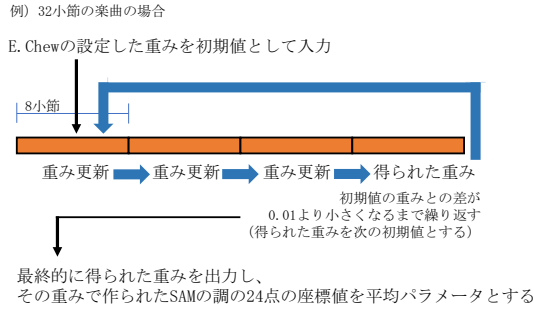 例）32小節の楽曲の場合
E.Chewの設定した重みを初期値として入力
8小節
重み更新 重み更新 重み更新 得られた重み
初期値の重みとの差が
0.01より小さくなるまで繰り返す
（得られた重みを次の初期値とする）
最終的に得られた重みを出力し、
その重みで作られたSAMの調の24点の座標値を平均パラメータとする